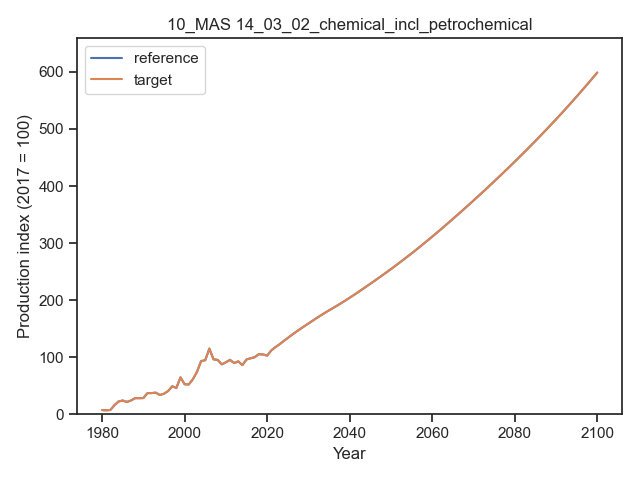 10_MAS 14_03_02_chemical_incl_petrochemical
reference
target
Production index (2017 = 100)
600
500
400
300
200
100
0
1980
2000
2020
2040
2060
2080
2100
Year